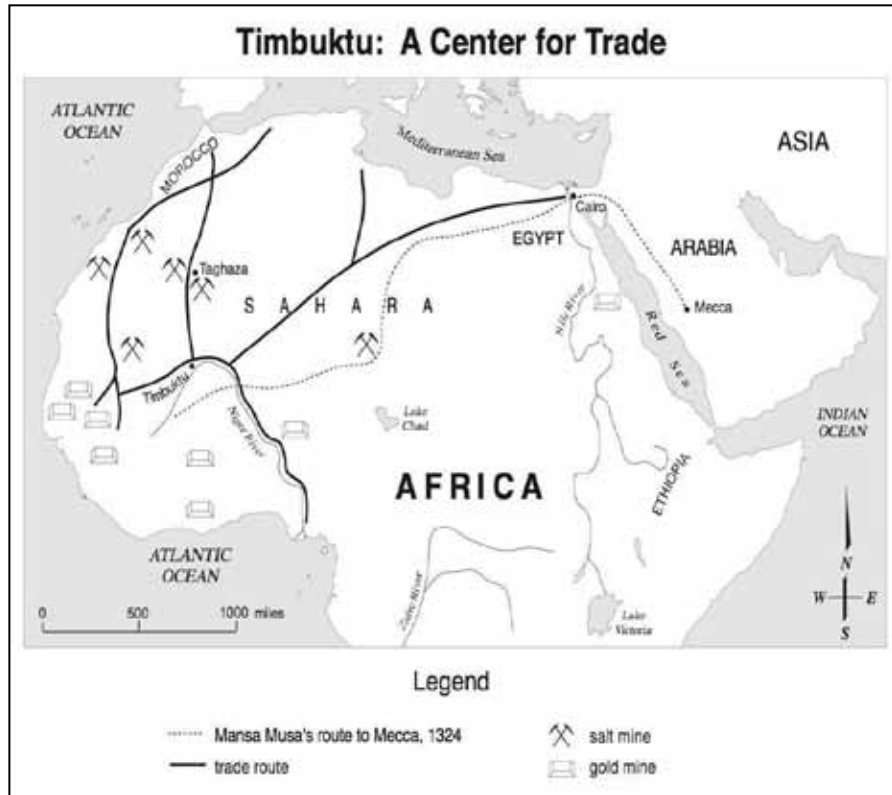 Timbuktu: A Center for Trade
ATLANTIC
OCEAN
MOROCCO
Mediterranean Sea
ASIA
Cairo
EGYPT
ARABIA
Taghaza
SAHARA
Nile River
Mecca
Red Sea
Timbuktu
Niger River
Lake
Chad
INDIAN
OCEAN
AFRICA
ETHIOPIA
ATLANTIC
OCEAN
Zaire River
Lake
Victoria
N
W E
S
0 500 1000 miles
Legend
Mansa Musa's route to Mecca, 1324
salt mine
trade route
gold mine